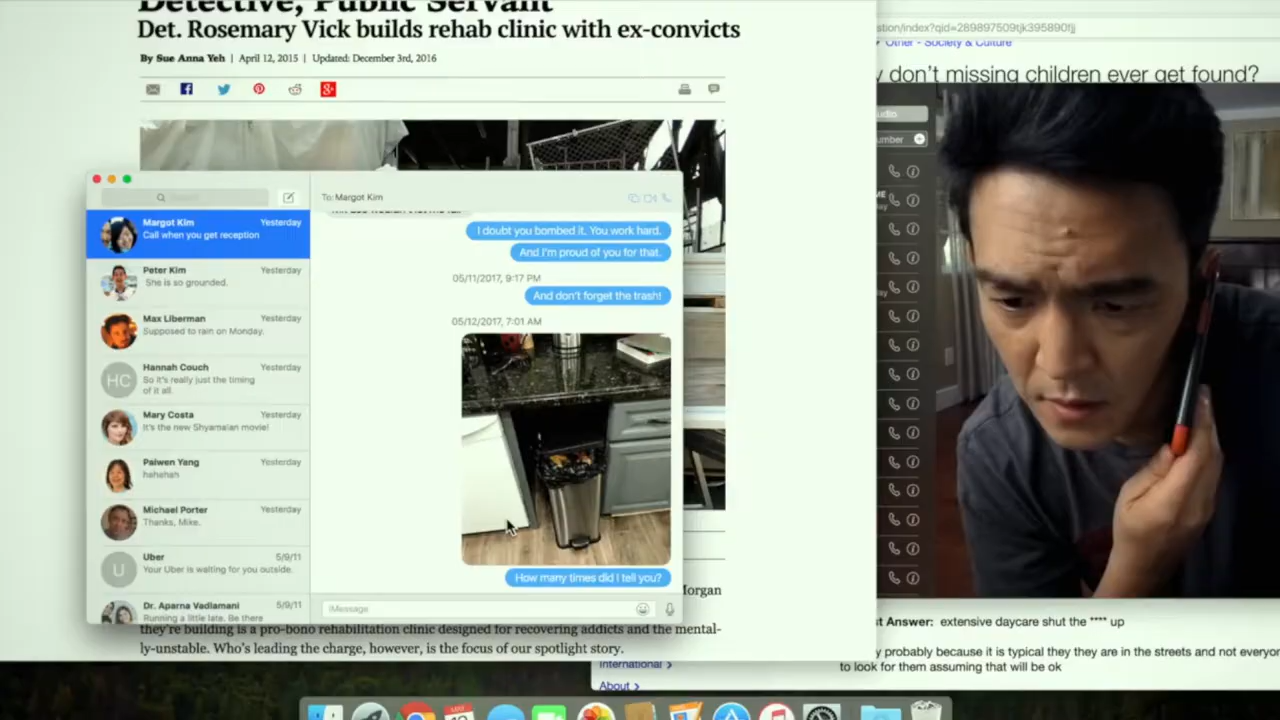 Detective, Public Servant
Det. Rosemary Vick builds rehab clinic with ex-convicts
By Sue Anna Yeh | April 12, 2015 | Updated: December 3rd, 2016
Margot Kim Yesterday
Call when you get reception
Peter Kim Yesterday
She is so grounded.
Max Liberman Yesterday
Supposed to rain on Monday.
HC
Hannah Couch Yesterday
So it's really just the timing
of it all.
Mary Costa Yesterday
It's the new Shyamalan movie!
Paiwen Yang Yesterday
hahahah
Michael Porter Yesterday
Thanks, Mike.
U
Uber 5/9/11
Your Uber is waiting for you outside.
Dr. Aparna Vadlamani 5/9/11
Running a little late. Be there
To: Margot Kim
I doubt you bombed it. You work hard.
And I'm proud of you for that.
05/11/2017, 9:17 PM
And don't forget the trash!
05/12/2017, 7:01 AM
How many times did I tell you?
iMessage
Morgan
they're building is a pro-bono rehabilitation clinic designed for recovering addicts and the mental-
ly-unstable. Who's leading the charge, however, is the focus of our spotlight story.
stion/index?qid=289897509tjk395890fjj
Other - Society & Culture
y don't missing children ever get found?
udio
umber
t Answer: extensive daycare shut the **** up
y probably because it is typical they they are in the streets and not everyon
to look for them assuming that will be ok
International >
About >